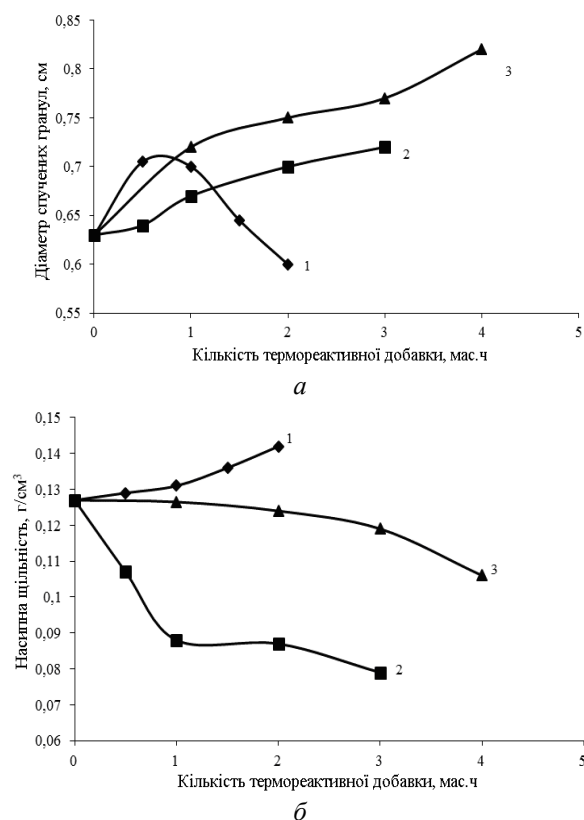 0,85
0,8
0,75
0,7
0,65
0,6
0,55
Діаметр спучених гранул, см
3
2
1
0 1 2 3 4 5
Кількість термореактивної добавки, мас.ч
а
0,15
0,14
0,13
0,12
0,11
0,1
0,09
0,08
0,07
0,06
Насипна щільність, г/см³
1
3
2
0 1 2 3 4 5
Кількість термореактивної добавки, мас.ч
б